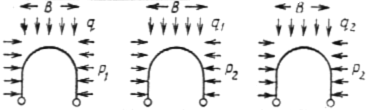 B B B
q q₁ q₂
p₁ p₂ p₂